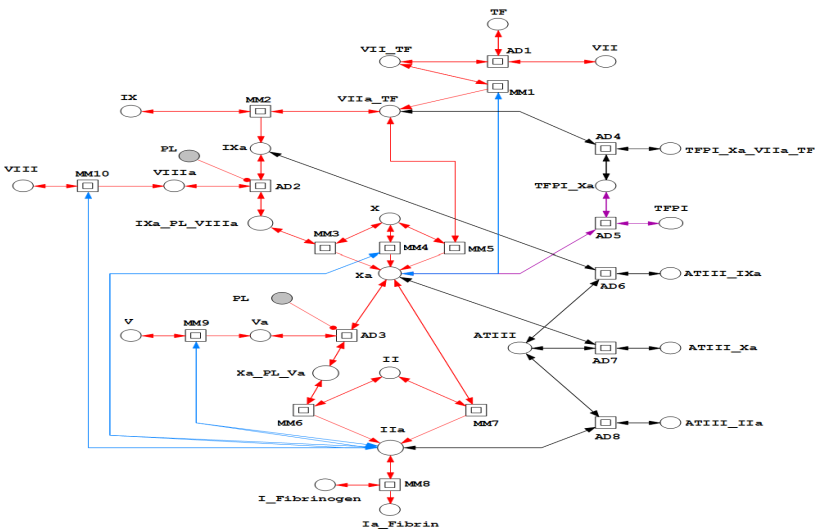 TF
VII_TF
AD1
VII
MM1
IX
MM2
VIIa_TF
AD4
TFPI_Xa_VIIa_TF
PL
IXa
VIII
MM10
VIIIa
AD2
TFPI_Xa
IXa_PL_VIIIa
X
TFPI
MM3
MM4
MM5
AD5
Xa
ATIII_IXa
AD6
PL
V
MM9
Va
AD3
ATIII
ATIII_Xa
AD7
Xa_PL_Va
II
MM6
MM7
IIa
ATIII_IIa
AD8
MM8
I_Fibrinogen
Ia_Fibrin